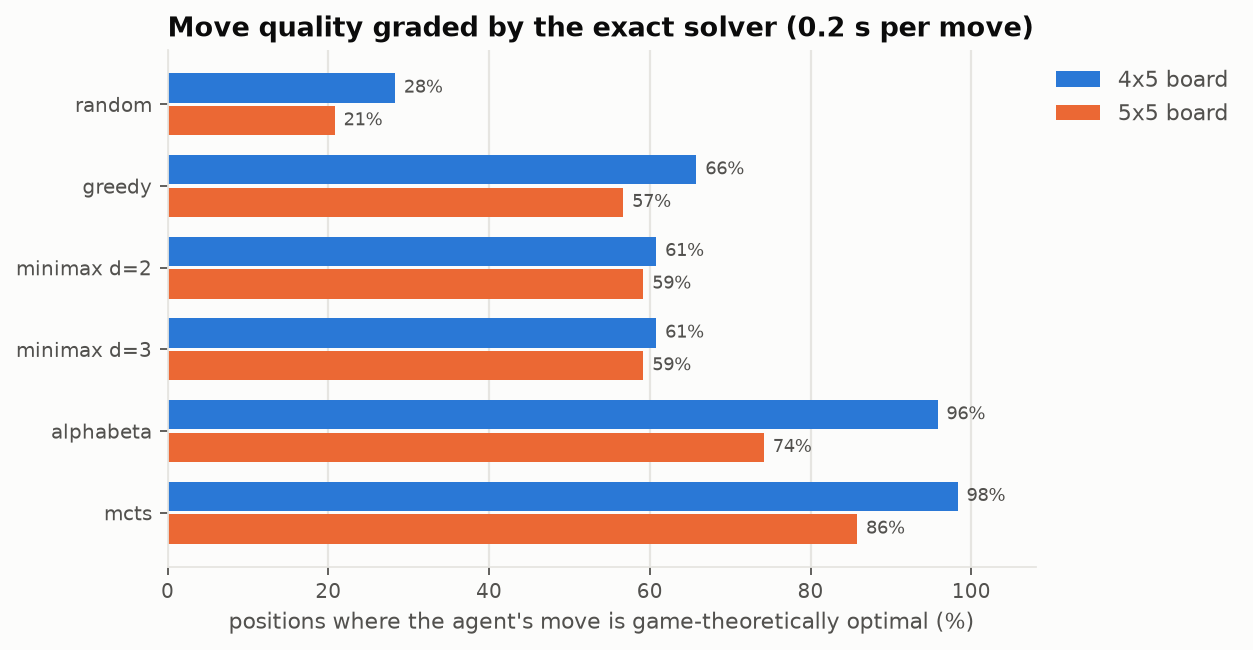 Move quality graded by the exact solver (0.2 s per move)
4x5 board
5x5 board
random
28%
21%
greedy
66%
57%
minimax d=2
61%
59%
minimax d=3
61%
59%
alphabeta
96%
74%
mcts
98%
86%
0 20 40 60 80 100
positions where the agent's move is game-theoretically optimal (%)